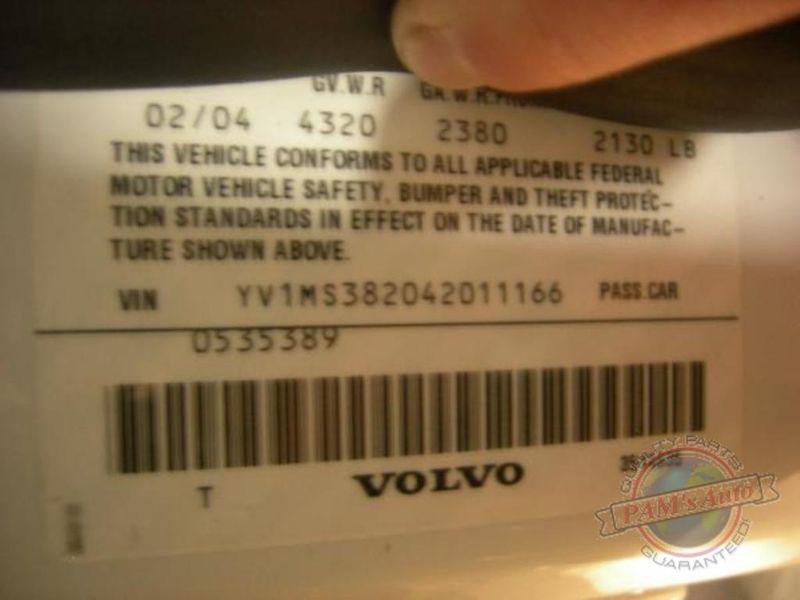 GV.W.R
02/04 4320 2380 2130 LB
THIS VEHICLE CONFORMS TO ALL APPLICABLE FEDERAL
MOTOR VEHICLE SAFETY, BUMPER AND THEFT PROTEC-
TION STANDARDS IN EFFECT ON THE DATE OF MANUFAC-
TURE SHOWN ABOVE.
VIN YV1MS382042011166 PASS.CAR
0535389
T VOLVO
QUALITY PARTS
PAM's Auto
GUARANTEED!